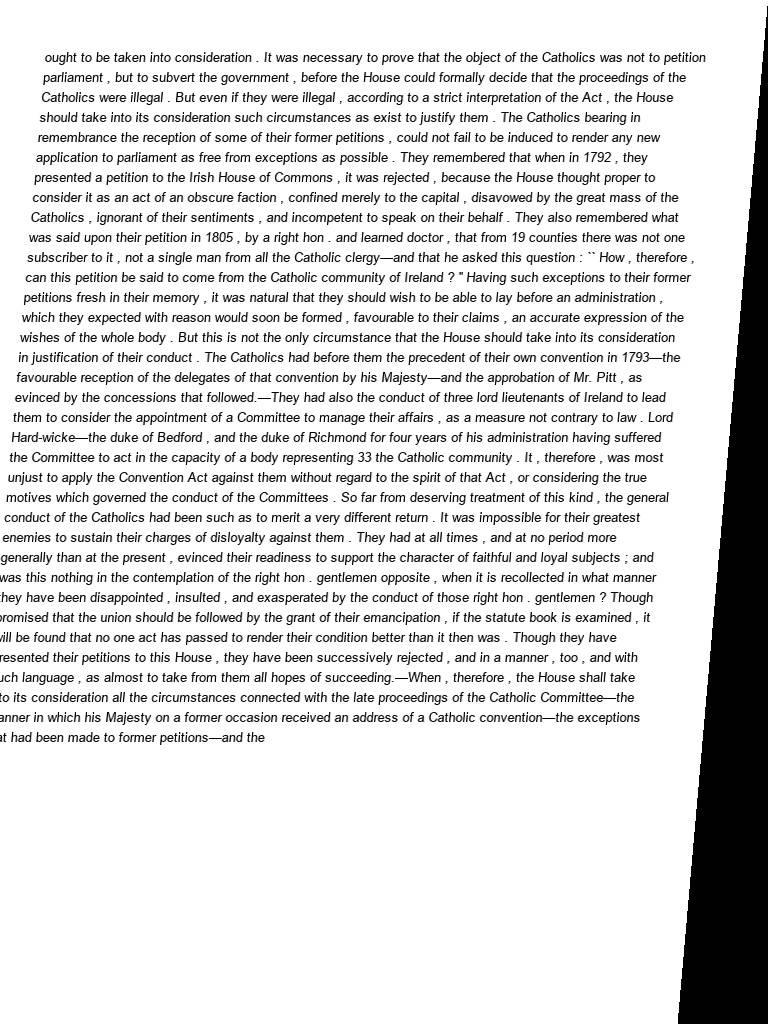 ought to be taken into consideration . It was necessary to prove that the object of the Catholics was not to petition
parliament , but to subvert the government , before the House could formally decide that the proceedings of the
Catholics were illegal . But even if they were illegal , according to a strict interpretation of the Act , the House
should take into its consideration such circumstances as exist to justify them . The Catholics bearing in
remembrance the reception of some of their former petitions , could not fail to be induced to render any new
application to parliament as free from exceptions as possible . They remembered that when in 1792 , they
presented a petition to the Irish House of Commons , it was rejected , because the House thought proper to
consider it as an act of an obscure faction , confined merely to the capital , disavowed by the great mass of the
Catholics , ignorant of their sentiments , and incompetent to speak on their behalf . They also remembered what
was said upon their petition in 1805 , by a right hon . and learned doctor , that from 19 counties there was not one
subscriber to it , not a single man from all the Catholic clergy—and that he asked this question : `` How , therefore ,
can this petition be said to come from the Catholic community of Ireland ? '' Having such exceptions to their former
petitions fresh in their memory , it was natural that they should wish to be able to lay before an administration ,
which they expected with reason would soon be formed , favourable to their claims , an accurate expression of the
wishes of the whole body . But this is not the only circumstance that the House should take into its consideration
in justification of their conduct . The Catholics had before them the precedent of their own convention in 1793—the
favourable reception of the delegates of that convention by his Majesty—and the approbation of Mr. Pitt , as
evinced by the concessions that followed.—They had also the conduct of three lord lieutenants of Ireland to lead
them to consider the appointment of a Committee to manage their affairs , as a measure not contrary to law . Lord
Hard-wicke—the duke of Bedford , and the duke of Richmond for four years of his administration having suffered
the Committee to act in the capacity of a body representing 33 the Catholic community . It , therefore , was most
unjust to apply the Convention Act against them without regard to the spirit of that Act , or considering the true
motives which governed the conduct of the Committees . So far from deserving treatment of this kind , the general
conduct of the Catholics had been such as to merit a very different return . It was impossible for their greatest
enemies to sustain their charges of disloyalty against them . They had at all times , and at no period more
generally than at the present , evinced their readiness to support the character of faithful and loyal subjects ; and
was this nothing in the contemplation of the right hon . gentlemen opposite , when it is recollected in what manner
they have been disappointed , insulted , and exasperated by the conduct of those right hon . gentlemen ? Though
promised that the union should be followed by the grant of their emancipation , if the statute book is examined , it
will be found that no one act has passed to render their condition better than it then was . Though they have
resented their petitions to this House , they have been successively rejected , and in a manner , too , and with
uch language , as almost to take from them all hopes of succeeding.—When , therefore , the House shall take
to its consideration all the circumstances connected with the late proceedings of the Catholic Committee—the
anner in which his Majesty on a former occasion received an address of a Catholic convention—the exceptions
at had been made to former petitions—and the